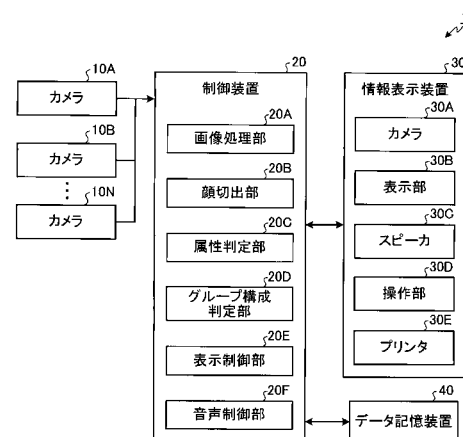 10A
カメラ
10B
カメラ
10N
カメラ
20
制御装置
20A
画像処理部
20B
顔切出部
20C
属性判定部
20D
グループ構成
判定部
20E
表示制御部
20F
音声制御部
30
情報表示装置
30A
カメラ
30B
表示部
30C
スピーカ
30D
操作部
30E
プリンタ
40
データ記憶装置